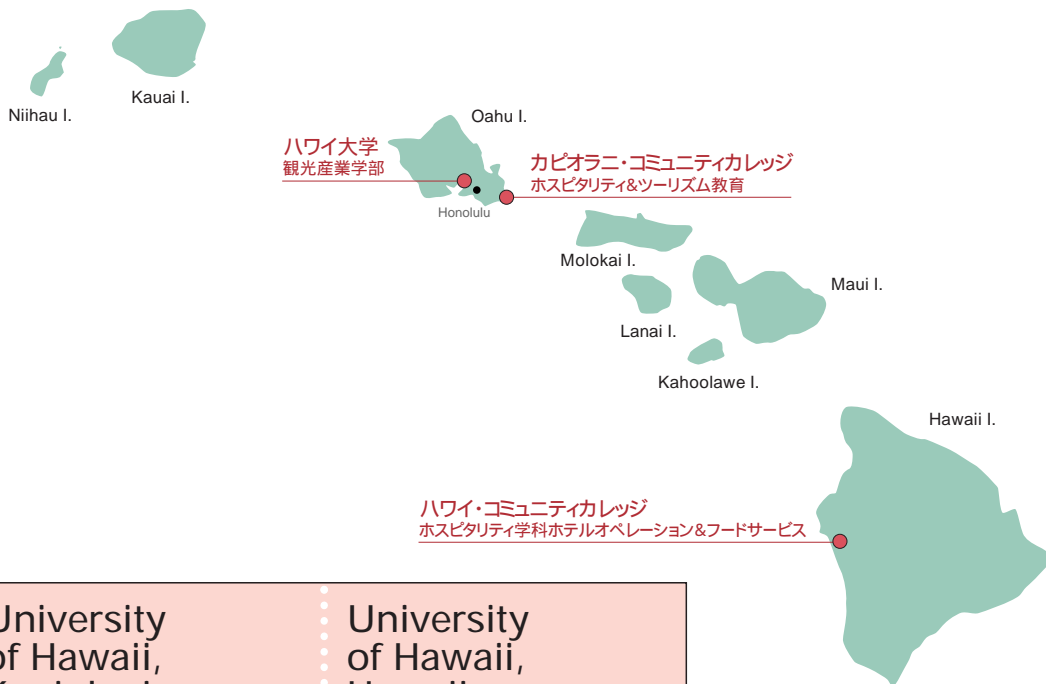 Niihau I.
Kauai I.
Oahu I.
ハワイ大学
観光産業学部
カピオラニ・コミュニティカレッジ
ホスピタリティ&ツーリズム教育
Honolulu
Molokai I.
Maui I.
Lanai I.
Kahoolawe I.
Hawaii I.
ハワイ・コミュニティカレッジ
ホスピタリティ学科ホテルオペレーション&フードサービス
University
of Hawaii,
University
of Hawaii,